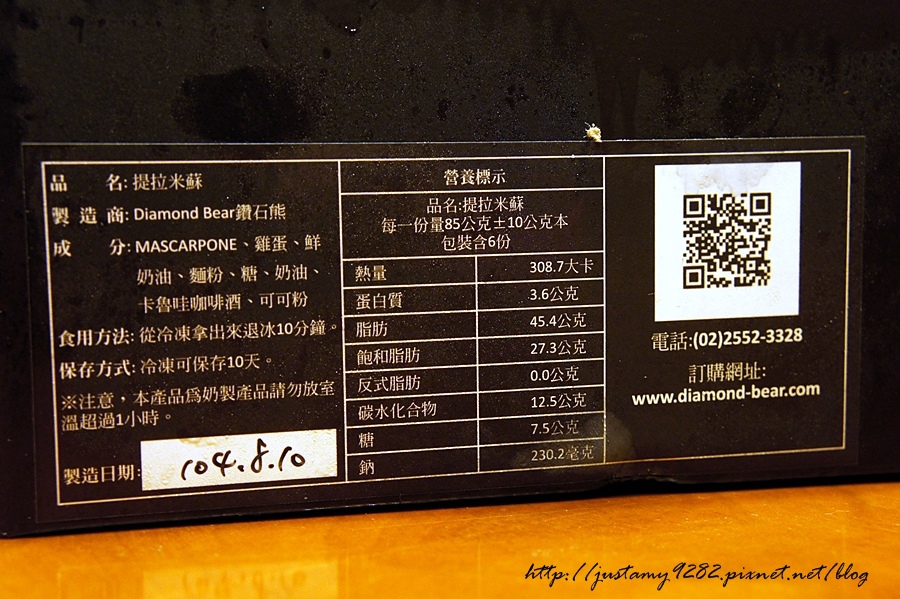 品 名: 提拉米蘇
製 造 商: Diamond Bear鑽石熊
成 分: MASCARPONE、雞蛋、鮮
奶油、麵粉、糖、奶油、
卡魯哇咖啡酒、可可粉
食用方法: 從冷凍拿出來退冰10分鐘。
保存方式: 冷凍可保存10天。
※注意，本產品爲奶製產品請勿放室
溫超過1小時。
製造日期: 104.8.10
營養標示
品名:提拉米蘇
每一份量85公克±10公克本
包裝含6份
熱量 308.7大卡
蛋白質 3.6公克
脂肪 45.4公克
飽和脂肪 27.3公克
反式脂肪 0.0公克
碳水化合物 12.5公克
糖 7.5公克
鈉 230.2毫克
電話:(02)2552-3328
訂購網址:
www.diamond-bear.com
http://justamy9282.pixnet.net/blog